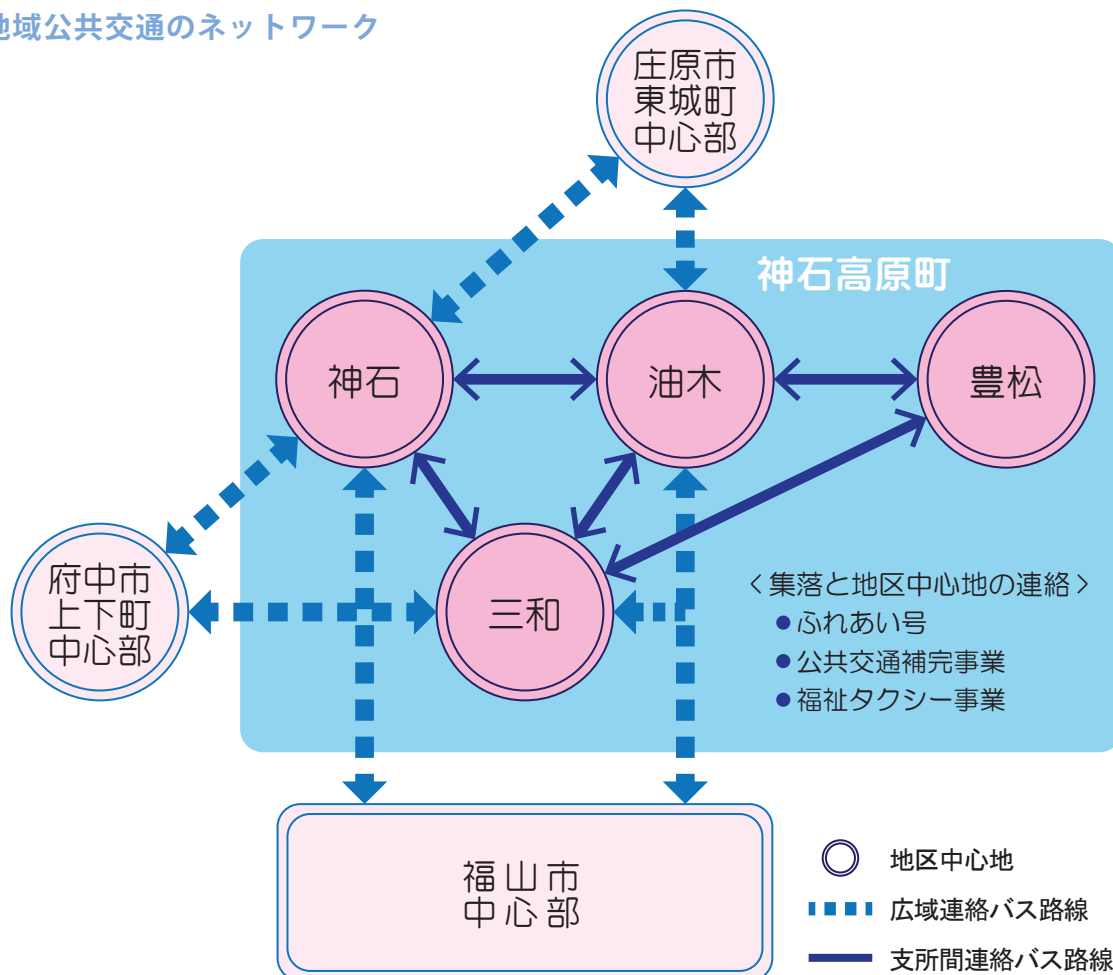 地域公共交通のネットワーク
庄原市
東城町
中心部
神石高原町
神石
油木
豊松
府中市
上下町
中心部
三和
＜集落と地区中心地の連絡＞
●ふれあい号
●公共交通補完事業
●福祉タクシー事業
福山市
中心部
地区中心地
広域連絡バス路線
支所間連絡バス路線